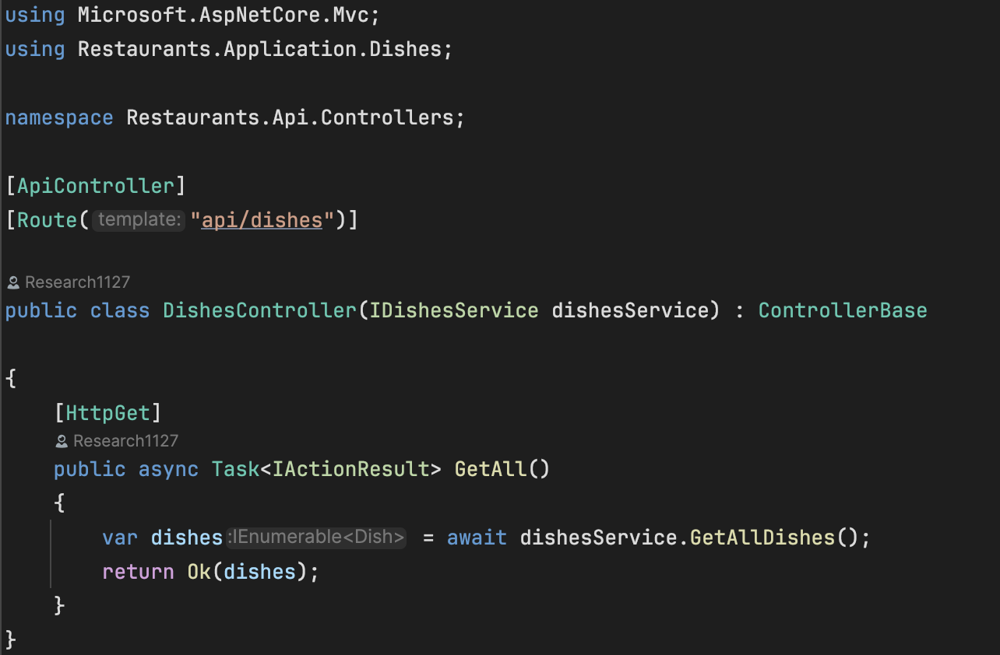 using Microsoft.AspNetCore.Mvc;
using Restaurants.Application.Dishes;
namespace Restaurants.Api.Controllers;
[ApiController]
[Route( template: "api/dishes")]
Research1127
public class DishesController(IDishesService dishesService) : ControllerBase
{
    [HttpGet]
    Research1127
    public async Task<IActionResult> GetAll()
    {
        var dishes :IEnumerable<Dish> = await dishesService.GetAllDishes();
        return Ok(dishes);
    }
}